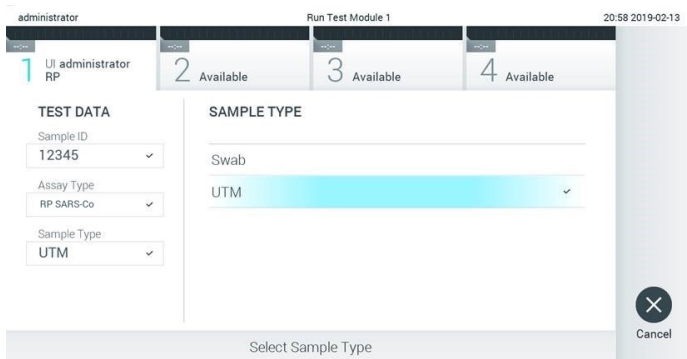 administrator Run Test Module 1 20:58 2019-02-13
--:-- --:-- --:-- --:--
1 UI administrator RP
2 Available
3 Available
4 Available
TEST DATA
Sample ID
12345
Assay Type
RP SARS-Co
Sample Type
UTM
SAMPLE TYPE
Swab
UTM
Cancel
Select Sample Type